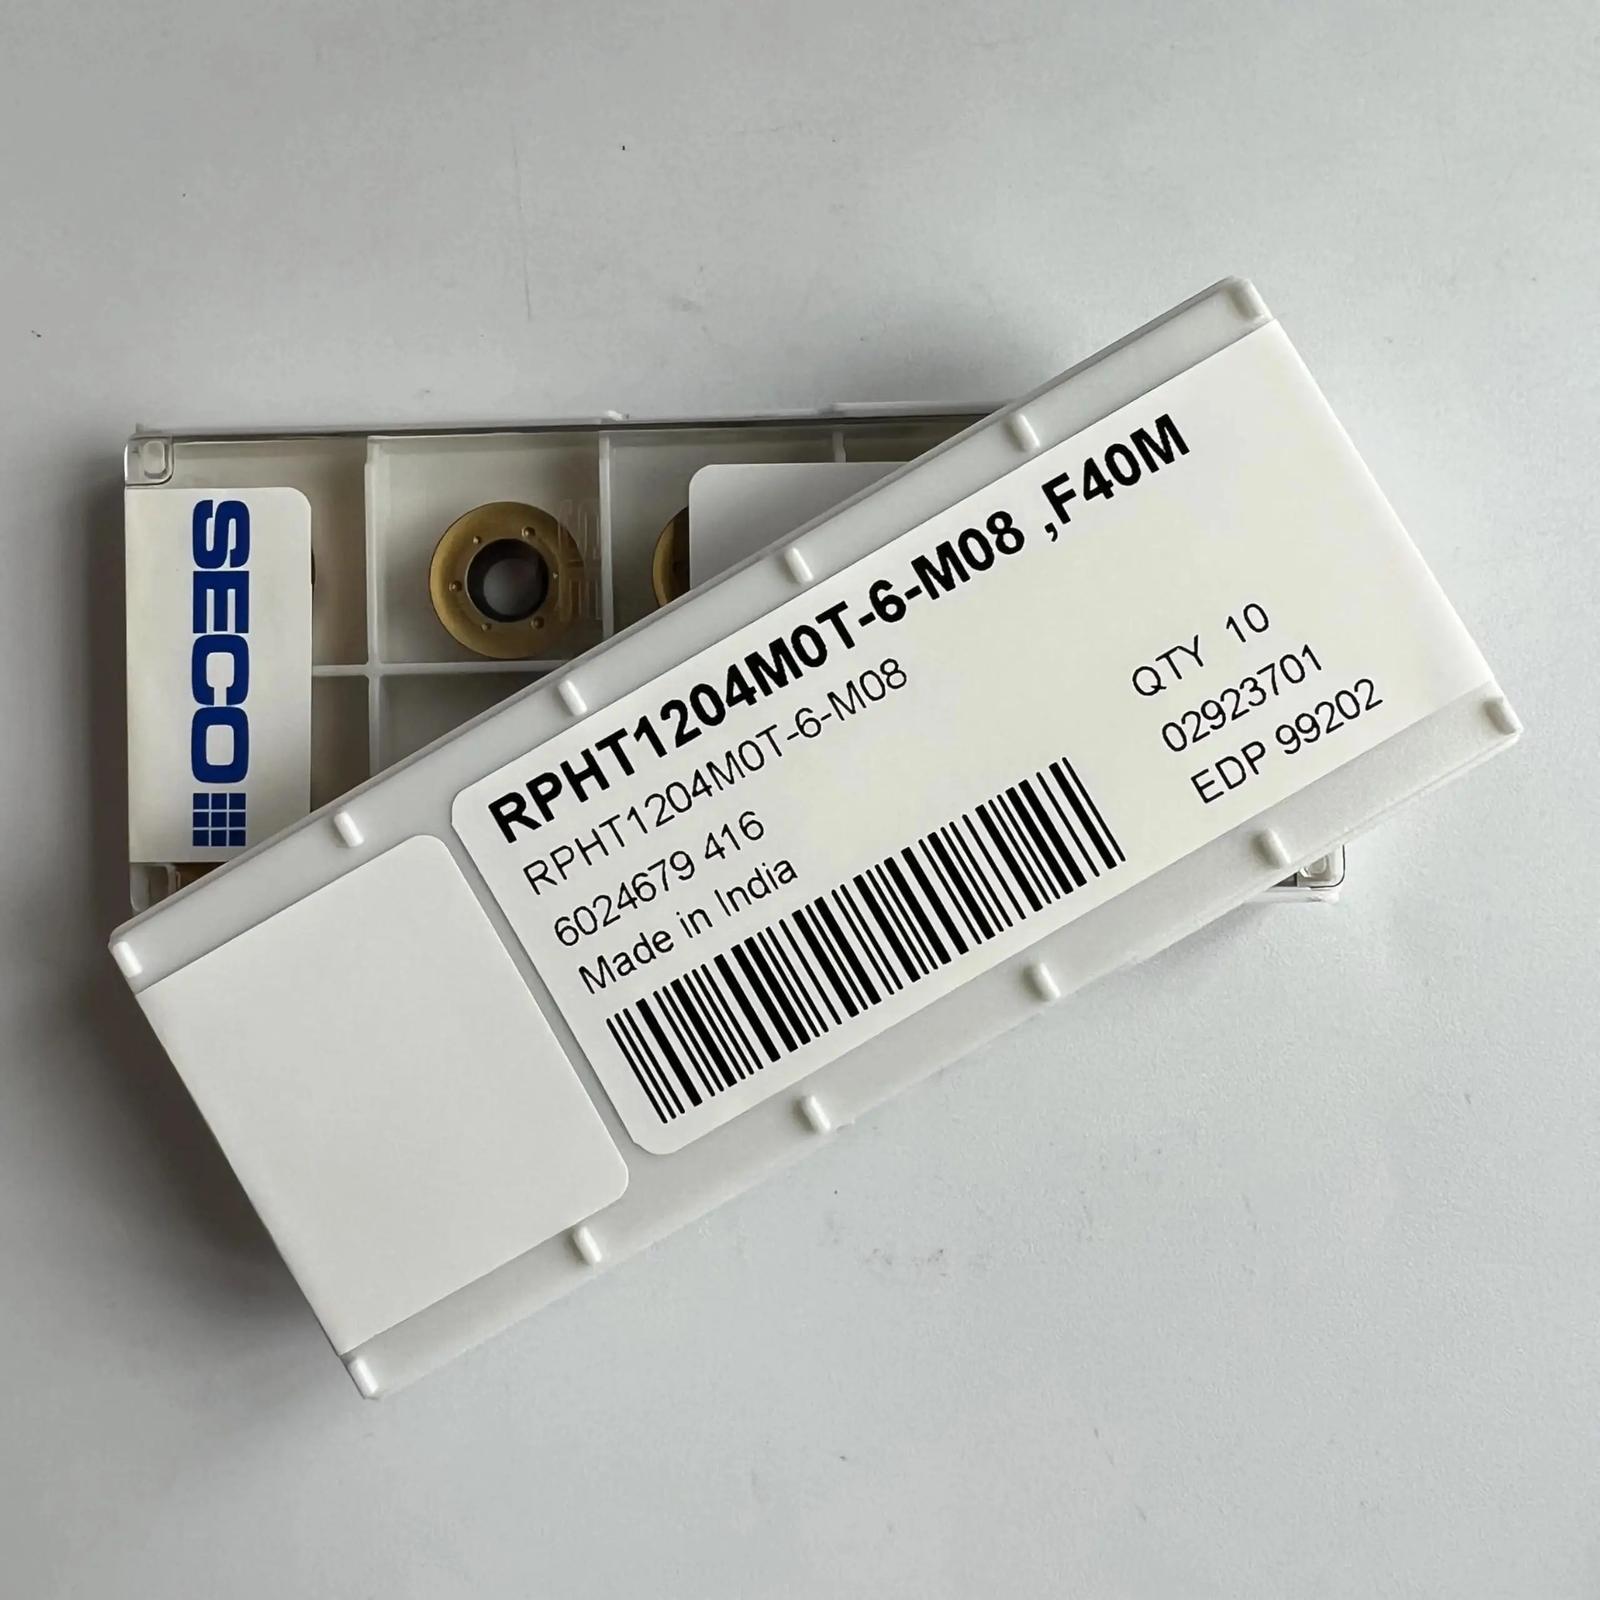 SECO
RPHT1204M0T-6-M08 ,F40M
RPHT1204M0T-6-M08
6024679 416
Made in India
QTY 10
02923701
EDP 99202